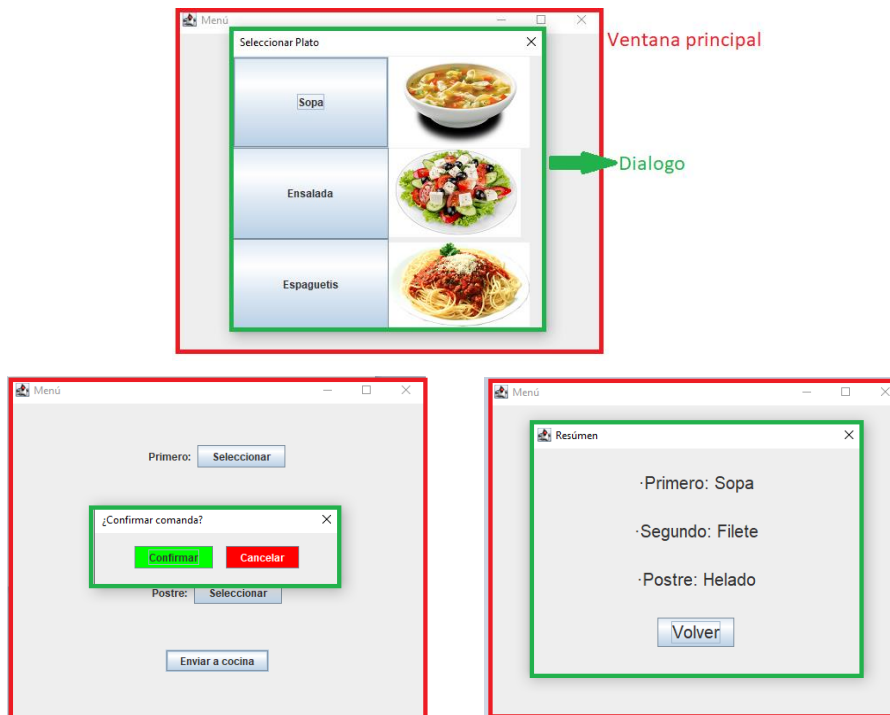 Menú
Seleccionar Plato
Ventana principal
Sopa
Dialogo
Ensalada
Espaguetis
Menú
Primero: Seleccionar
¿Confirmar comanda?
Confirmar Cancelar
Postre: Seleccionar
Enviar a cocina
Menú
Resúmen
·Primero: Sopa
·Segundo: Filete
·Postre: Helado
Volver